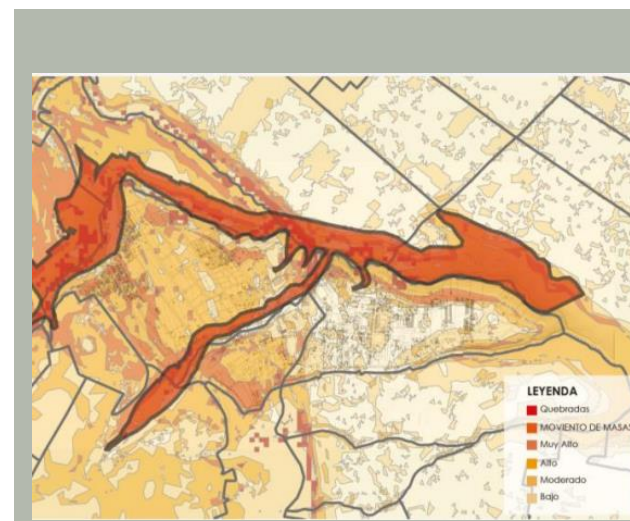 LEYENDA
Quebradas
MOVIENTO DE MASAS
Muy Alto
Alto
Moderado
Bajo